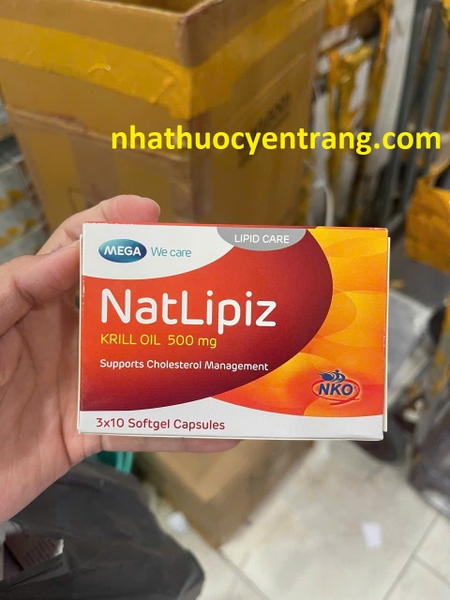 nhathuocyentrang.com
LIPID CARE
MEGA We care
NatLipiz
KRILL OIL 500 mg
Supports Cholesterol Management
NKO
3x10 Softgel Capsules